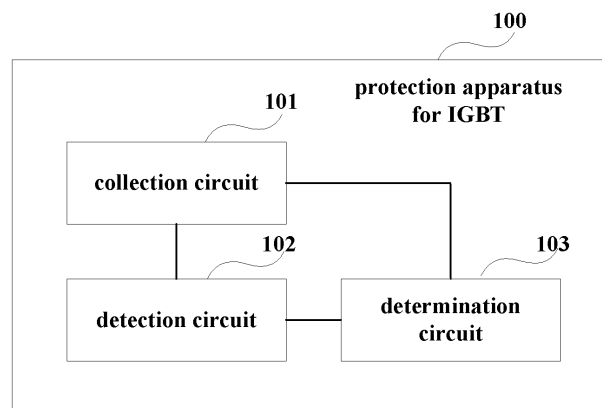 100
protection apparatus
for IGBT
101
collection circuit
102
detection circuit
103
determination
circuit